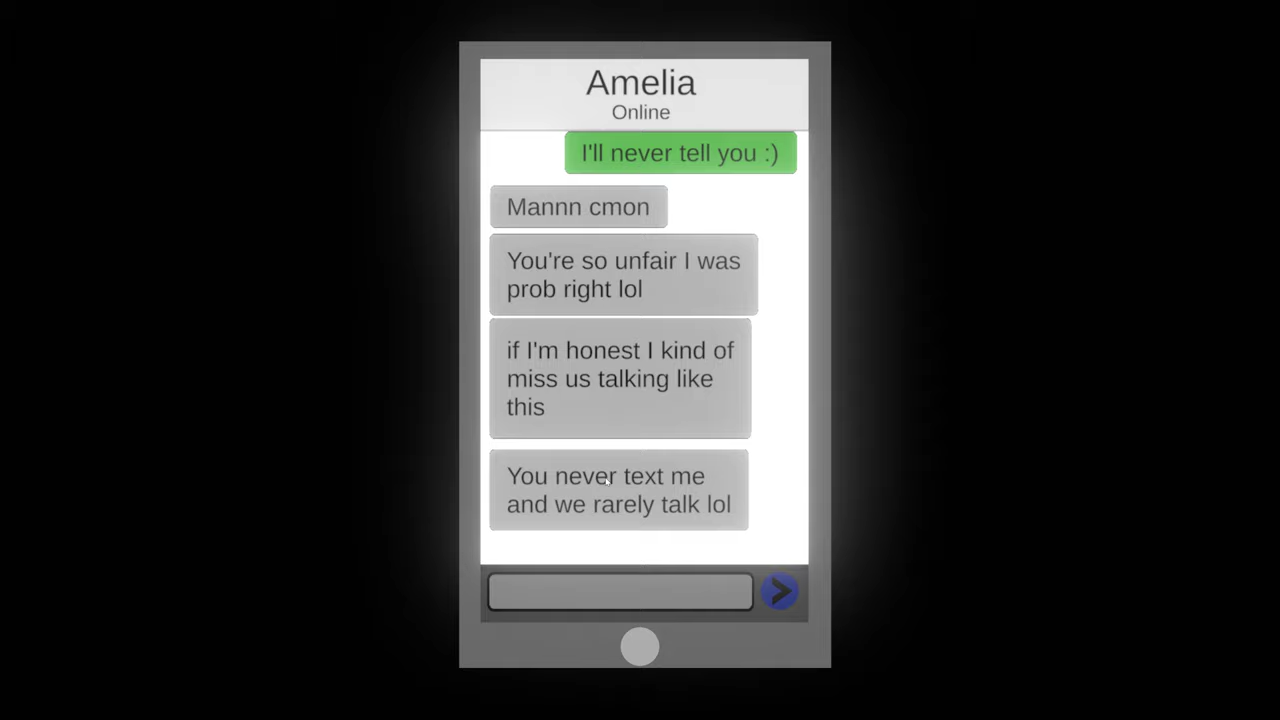 Amelia
Online
I'll never tell you :)
Mannn cmon
You're so unfair I was
prob right lol
if I'm honest I kind of
miss us talking like
this
You never text me
and we rarely talk lol